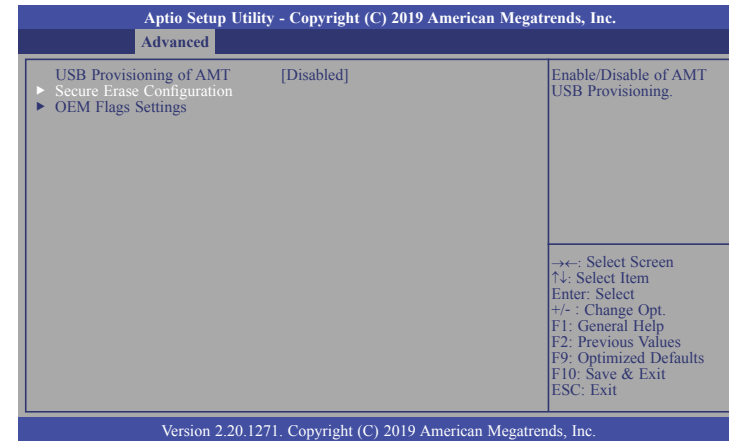 Aptio Setup Utility - Copyright (C) 2019 American Megatrends, Inc.
Advanced
USB Provisioning of AMT [Disabled]
► Secure Erase Configuration
► OEM Flags Settings
Enable/Disable of AMT
USB Provisioning.
→←: Select Screen
↑↓: Select Item
Enter: Select
+/- : Change Opt.
F1: General Help
F2: Previous Values
F9: Optimized Defaults
F10: Save & Exit
ESC: Exit
Version 2.20.1271. Copyright (C) 2019 American Megatrends, Inc.